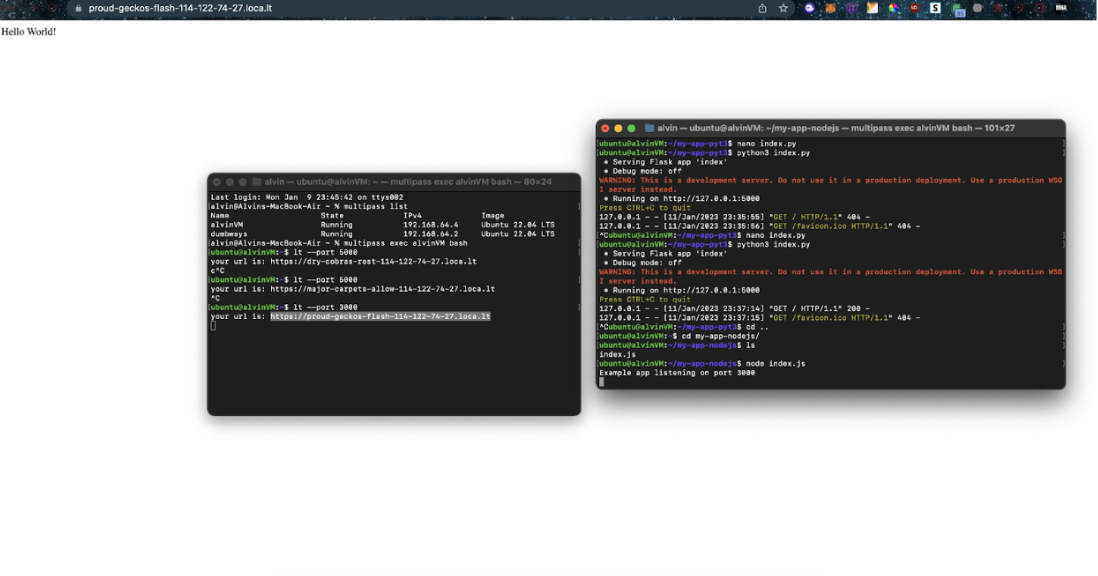 proud-geckos-flash-114-122-74-27.loca.lt
Hello World!
alvin — ubuntu@alvinVM: ~ — multipass exec alvinVM bash — 80×24
Last login: Mon Jan  9 23:45:42 on ttys002
[alvin@Alvins-MacBook-Air ~ % multipass list
Name State IPv4 Image
alvinVM Running 192.168.64.4 Ubuntu 22.04 LTS
dumbways Running 192.168.64.2 Ubuntu 22.04 LTS
[alvin@Alvins-MacBook-Air ~ % multipass exec alvinVM bash ]
[ubuntu@alvinVM:~$ lt --port 5000 ]
your url is: https://dry-cobras-rest-114-122-74-27.loca.lt
c^C
[ubuntu@alvinVM:~$ lt --port 5000 ]
your url is: https://major-carpets-allow-114-122-74-27.loca.lt
^C
[ubuntu@alvinVM:~$ lt --port 3000 ]
your url is: https://proud-geckos-flash-114-122-74-27.loca.lt
alvin — ubuntu@alvinVM: ~/my-app-nodejs — multipass exec alvinVM bash — 101×27
[ubuntu@alvinVM:~/my-app-pyt3$ nano index.py ]
[ubuntu@alvinVM:~/my-app-pyt3$ python3 index.py ]
* Serving Flask app 'index'
* Debug mode: off
WARNING: This is a development server. Do not use it in a production deployment. Use a production WSG
I server instead.
* Running on http://127.0.0.1:5000
Press CTRL+C to quit
127.0.0.1 - - [11/Jan/2023 23:35:55] "GET / HTTP/1.1" 404 -
127.0.0.1 - - [11/Jan/2023 23:35:56] "GET /favicon.ico HTTP/1.1" 404 -
[^Cubuntu@alvinVM:~/my-app-pyt3$ nano index.py ]
[ubuntu@alvinVM:~/my-app-pyt3$ python3 index.py ]
* Serving Flask app 'index'
* Debug mode: off
WARNING: This is a development server. Do not use it in a production deployment. Use a production WSG
I server instead.
* Running on http://127.0.0.1:5000
Press CTRL+C to quit
127.0.0.1 - - [11/Jan/2023 23:37:14] "GET / HTTP/1.1" 200 -
127.0.0.1 - - [11/Jan/2023 23:37:15] "GET /favicon.ico HTTP/1.1" 404 -
[^Cubuntu@alvinVM:~/my-app-pyt3$ cd .. ]
[ubuntu@alvinVM:~$ cd my-app-nodejs/ ]
[ubuntu@alvinVM:~/my-app-nodejs$ ls ]
index.js
[ubuntu@alvinVM:~/my-app-nodejs$ node index.js ]
Example app listening on port 3000